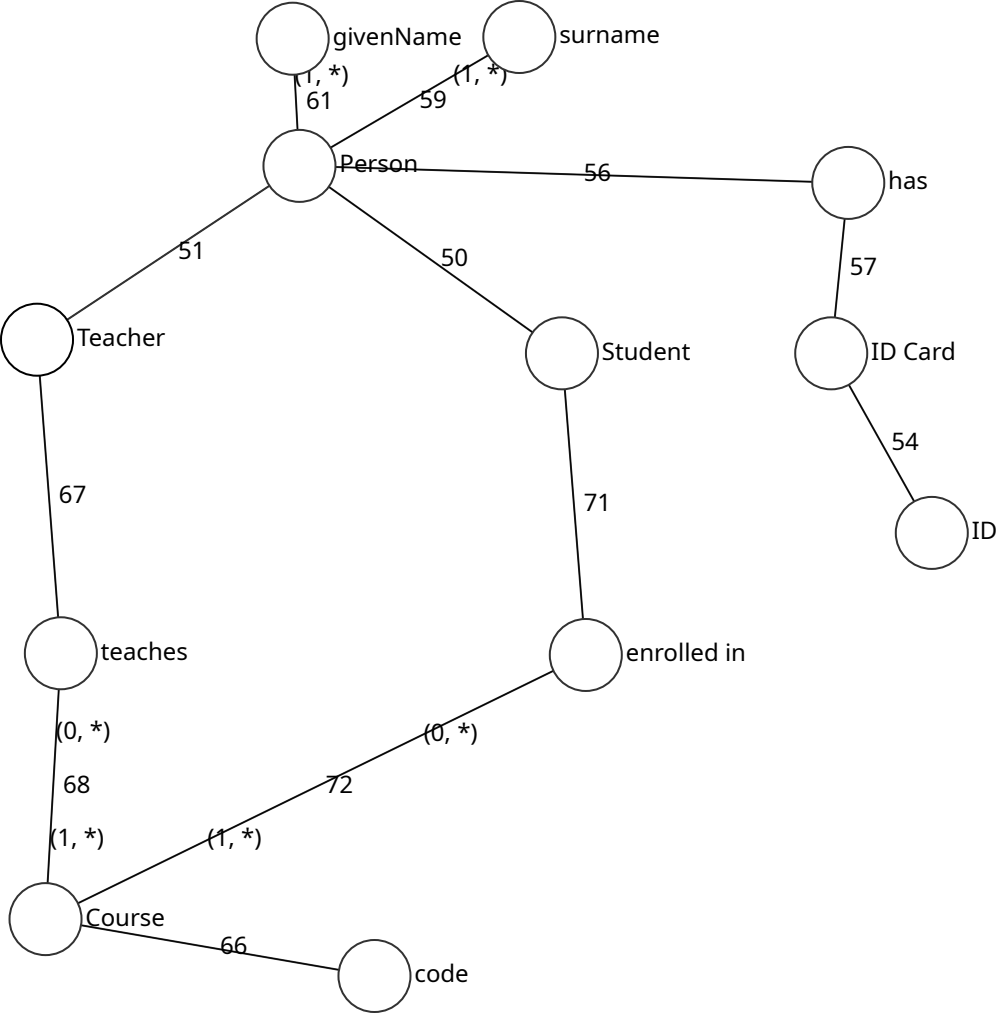 givenName
surname
(1, *)
(1, *)
61
59
Person
56
has
51
50
57
Teacher
Student
ID Card
54
67
71
ID
teaches
enrolled in
(0, *)
(0, *)
68
72
(1, *)
(1, *)
Course
66
code